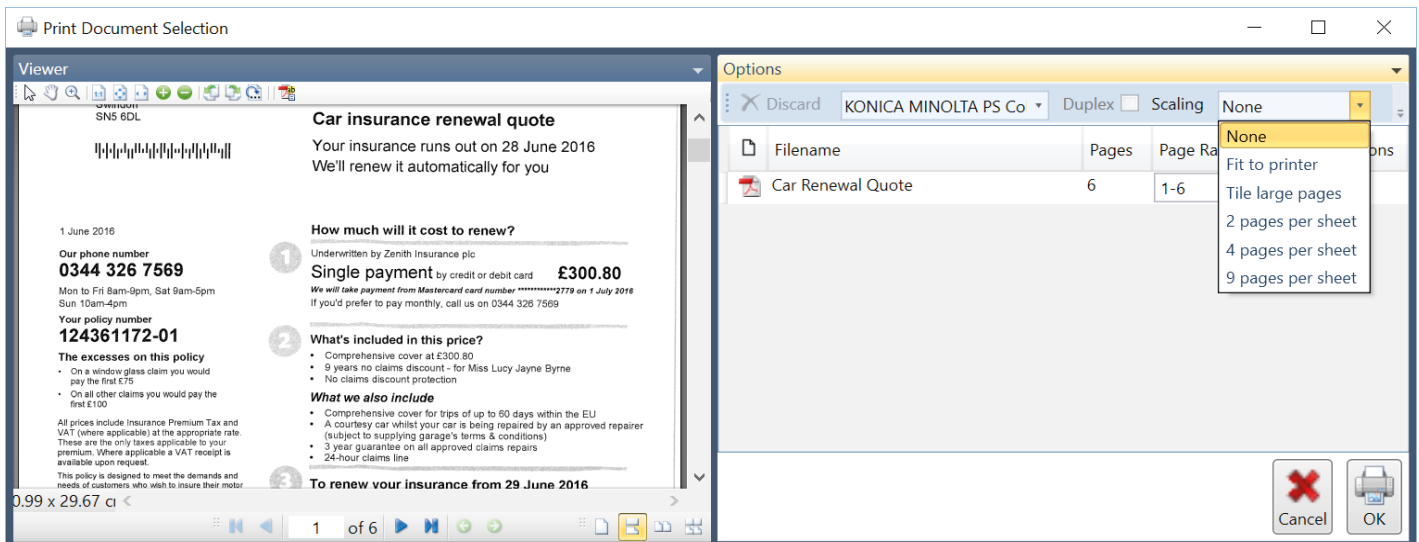 Print Document Selection
Viewer
Options
Discard KONICA MINOLTA PS Co Duplex Scaling None
None
Fit to printer
Tile large pages
2 pages per sheet
4 pages per sheet
9 pages per sheet
Filename Pages Page Ra ons
Car Renewal Quote 6 1-6
Swindon
SN5 6DL
Car insurance renewal quote
Your insurance runs out on 28 June 2016
We'll renew it automatically for you
1 June 2016
Our phone number
0344 326 7569
Mon to Fri 8am-9pm, Sat 9am-5pm
Sun 10am-4pm
Your policy number
124361172-01
The excesses on this policy
• On a window glass claim you would
pay the first £75
• On all other claims you would pay the
first £100
All prices include Insurance Premium Tax and
VAT (where applicable) at the appropriate rate.
These are the only taxes applicable to your
premium. Where applicable a VAT receipt is
available upon request.
This policy is designed to meet the demands and
needs of customers who wish to insure their motor
How much will it cost to renew?
1
Underwritten by Zenith Insurance plc
Single payment by credit or debit card £300.80
We will take payment from Mastercard card number ************2779 on 1 July 2016
If you'd prefer to pay monthly, call us on 0344 326 7569
2
What's included in this price?
• Comprehensive cover at £300.80
• 9 years no claims discount - for Miss Lucy Jayne Byrne
• No claims discount protection
What we also include
• Comprehensive cover for trips of up to 60 days within the EU
• A courtesy car whilst your car is being repaired by an approved repairer
(subject to supplying garage's terms & conditions)
• 3 year guarantee on all approved claims repairs
• 24-hour claims line
3
To renew your insurance from 29 June 2016
0.99 x 29.67 c
1 of 6
Cancel
OK